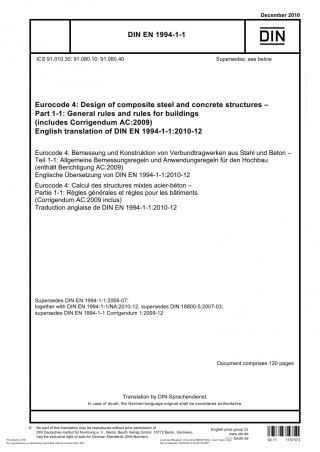 December 2010
DIN EN 1994-1-1
DIN
ICS 91.010.30; 91.080.10; 91.080.40 Supersedes: see below
Eurocode 4: Design of composite steel and concrete structures –
Part 1-1: General rules and rules for buildings
(includes Corrigendum AC:2009)
English translation of DIN EN 1994-1-1:2010-12
Eurocode 4: Bemessung und Konstruktion von Verbundtragwerken aus Stahl und Beton –
Teil 1-1: Allgemeine Bemessungsregeln und Anwendungsregeln für den Hochbau
(enthält Berichtigung AC:2009)
Englische Übersetzung von DIN EN 1994-1-1:2010-12
Eurocode 4: Calcul des structures mixtes acier-béton –
Partie 1-1: Règles générales et règles pour les bâtiments
(Corrigendum AC:2009 inclus)
Traduction anglaise de DIN EN 1994-1-1:2010-12
Supersedes DIN EN 1994-1-1:2006-07;
together with DIN EN 1994-1-1/NA:2010-12, supersedes DIN 18800-5:2007-03;
supersedes DIN EN 1994-1-1 Corrigendum 1:2009-12
Document comprises 120 pages
Translation by DIN-Sprachendienst.
In case of doubt, the German-language original shall be considered authoritative.
© No part of this translation may be reproduced without prior permission of
DIN Deutsches Institut für Normung e. V., Berlin. Beuth Verlag GmbH, 10772 Berlin, Germany,
has the exclusive right of sale for German Standards (DIN-Normen).
English price group 32
www.din.de
www.beuth.de
02.11 1737373